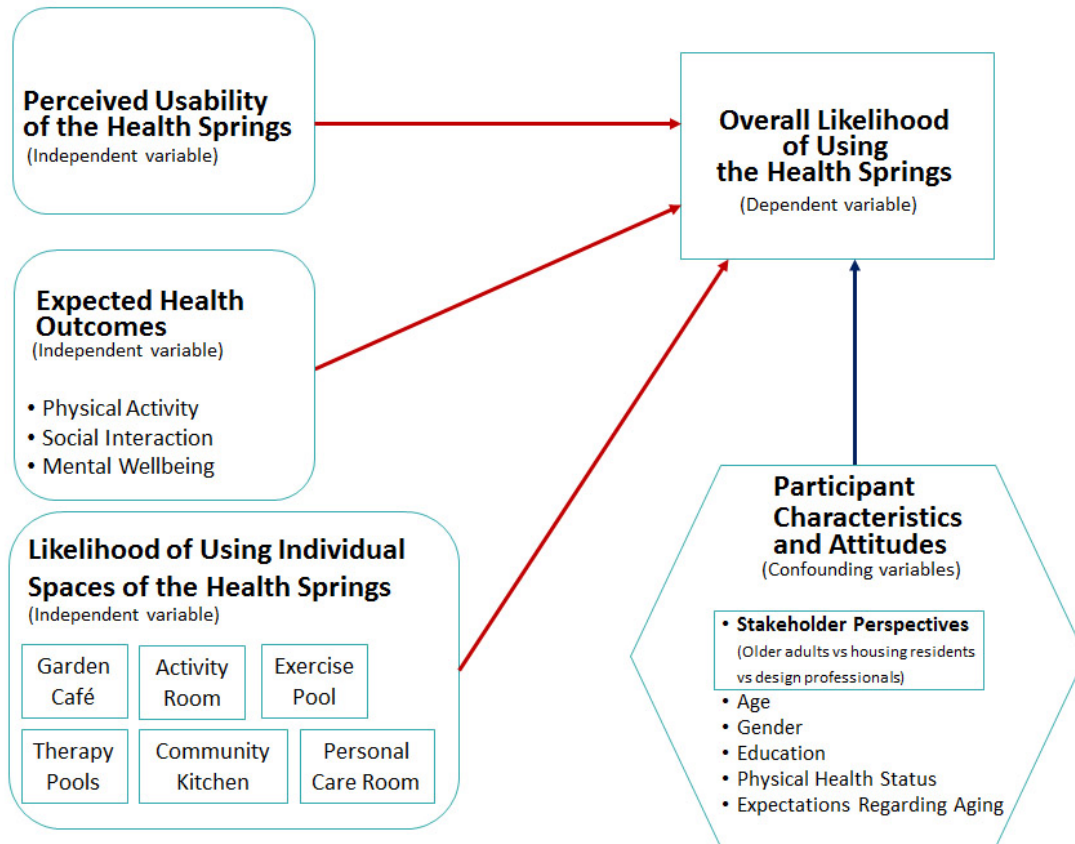 Perceived Usability
of the Health Springs
(Independent variable)
Overall Likelihood
of Using
the Health Springs
(Dependent variable)
Expected Health
Outcomes
(Independent variable)
• Physical Activity
• Social Interaction
• Mental Wellbeing
Likelihood of Using Individual
Spaces of the Health Springs
(Independent variable)
Garden
Café
Activity
Room
Exercise
Pool
Therapy
Pools
Community
Kitchen
Personal
Care Room
Participant
Characteristics
and Attitudes
(Confounding variables)
• Stakeholder Perspectives
(Older adults vs housing residents
vs design professionals)
• Age
• Gender
• Education
• Physical Health Status
• Expectations Regarding Aging